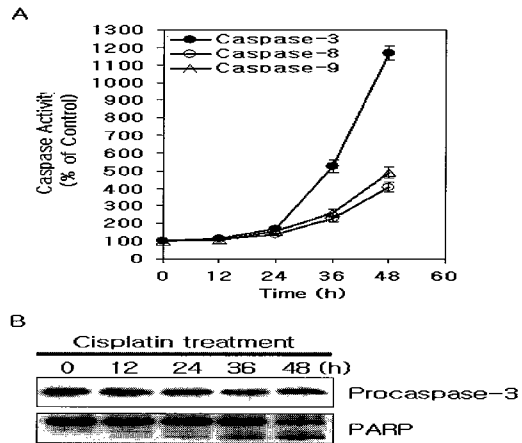 A
Caspase Activity
(% of Control)
1300
1200
1100
1000
900
800
700
600
500
400
300
200
100
0
Caspase-3
Caspase-8
Caspase-9
0 12 24 36 48 60
Time (h)
B
Cisplatin treatment
0 12 24 36 48 (h)
Procaspase-3
PARP